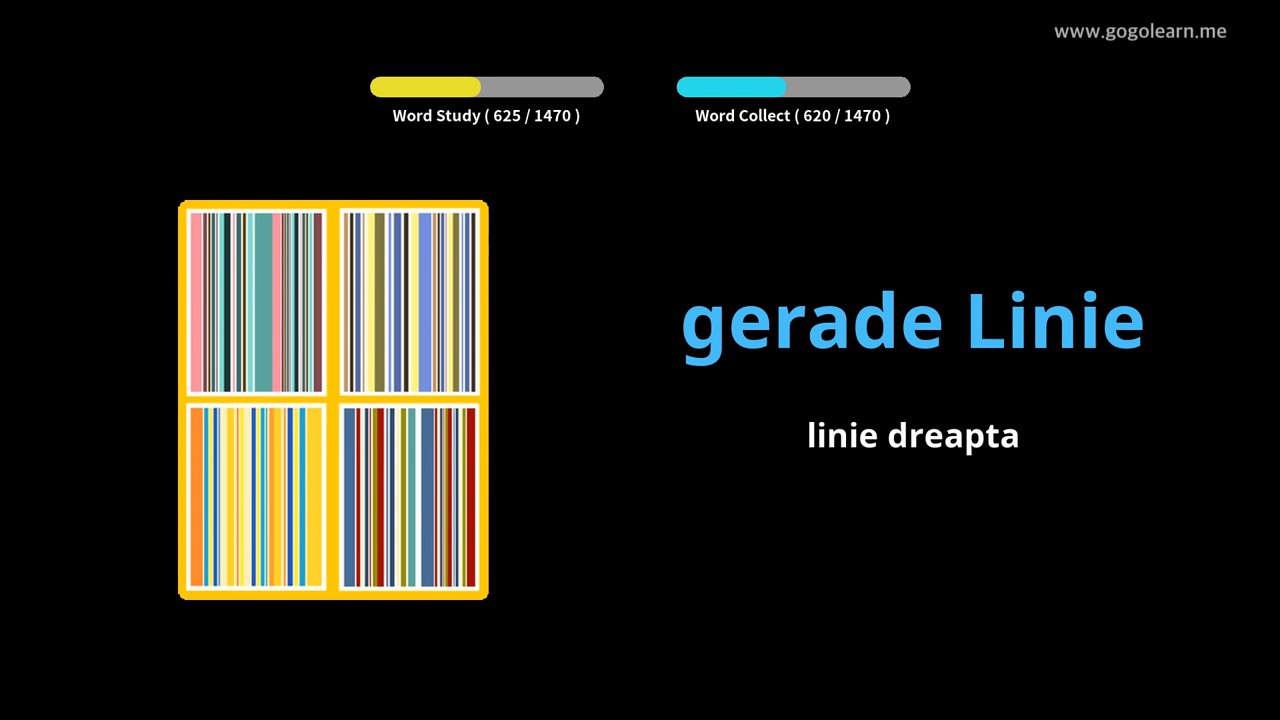 www.gogolearn.me
Word Study ( 625 / 1470 )
Word Collect ( 620 / 1470 )
gerade Linie
linie dreapta